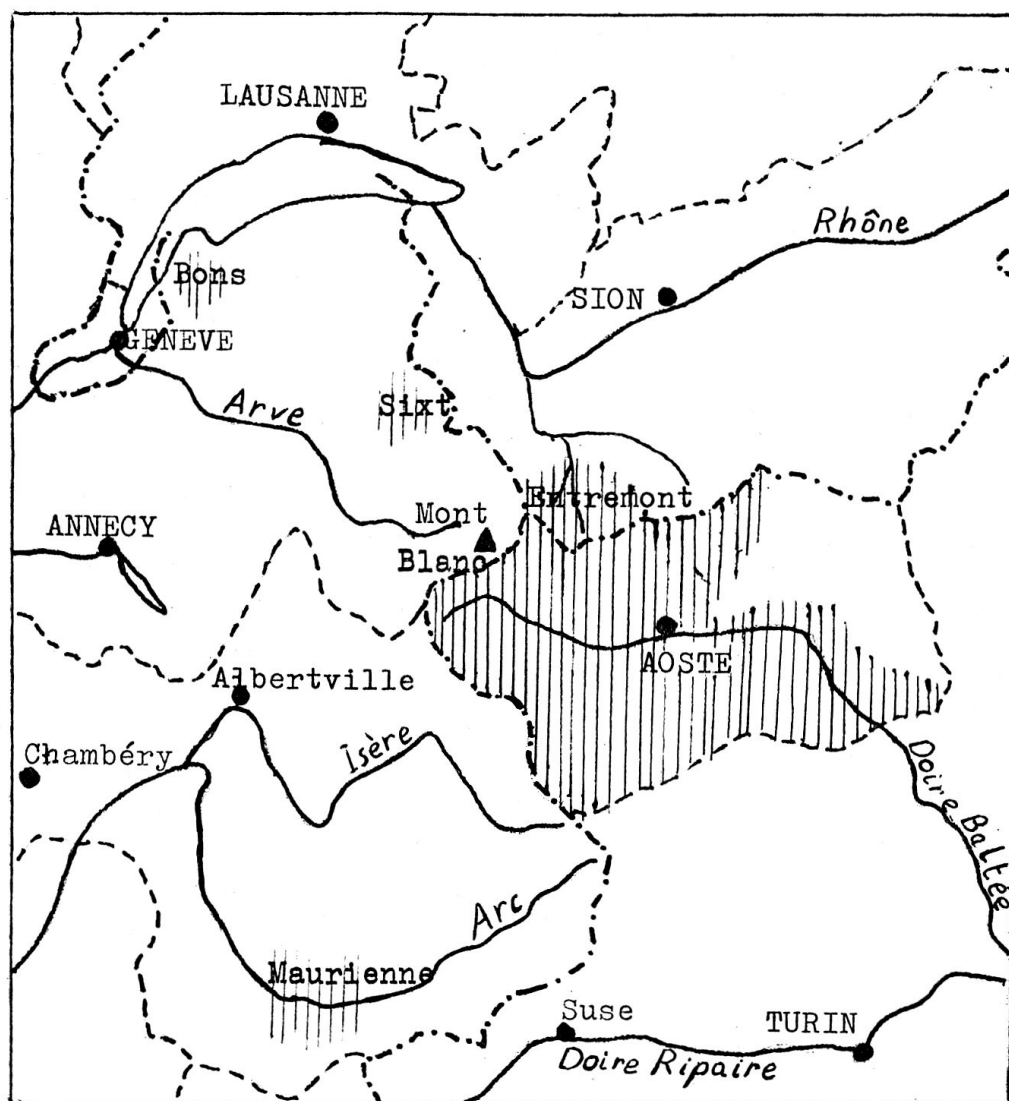 LAUSANNE
Rhône
Bons
SION
GENEVE
Arve
Sixt
Entremont
Mont
Blanc
ANNECY
AOSTE
Albertville
Isère
Chambéry
Doire Baltée
Arc
Maurienne
Suse
TURIN
Doire Ripaire